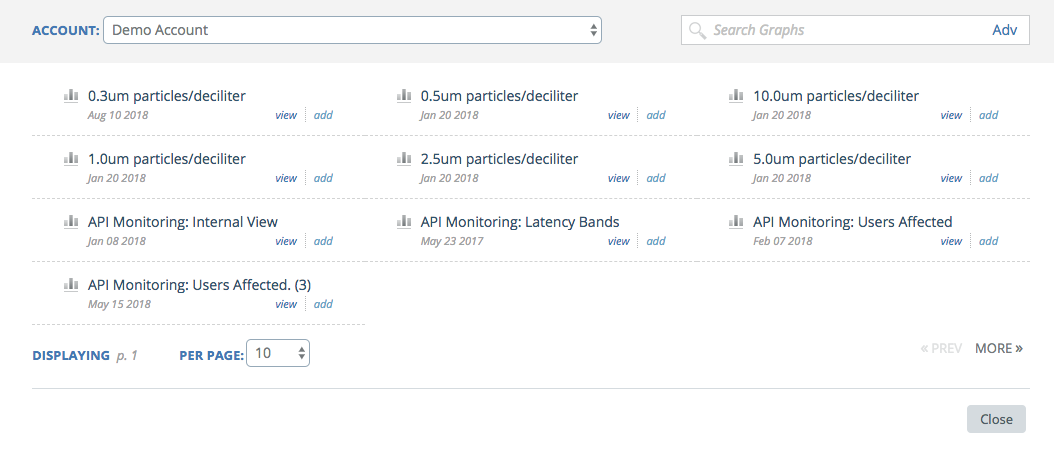 ACCOUNT: Demo Account Search Graphs Adv
0.3um particles/deciliter
Aug 10 2018 view add
0.5um particles/deciliter
Jan 20 2018 view add
10.0um particles/deciliter
Jan 20 2018 view add
1.0um particles/deciliter
Jan 20 2018 view add
2.5um particles/deciliter
Jan 20 2018 view add
5.0um particles/deciliter
Jan 20 2018 view add
API Monitoring: Internal View
Jan 08 2018 view add
API Monitoring: Latency Bands
May 23 2017 view add
API Monitoring: Users Affected
Feb 07 2018 view add
API Monitoring: Users Affected. (3)
May 15 2018 view add
DISPLAYING p. 1 PER PAGE: 10 « PREV MORE »
Close